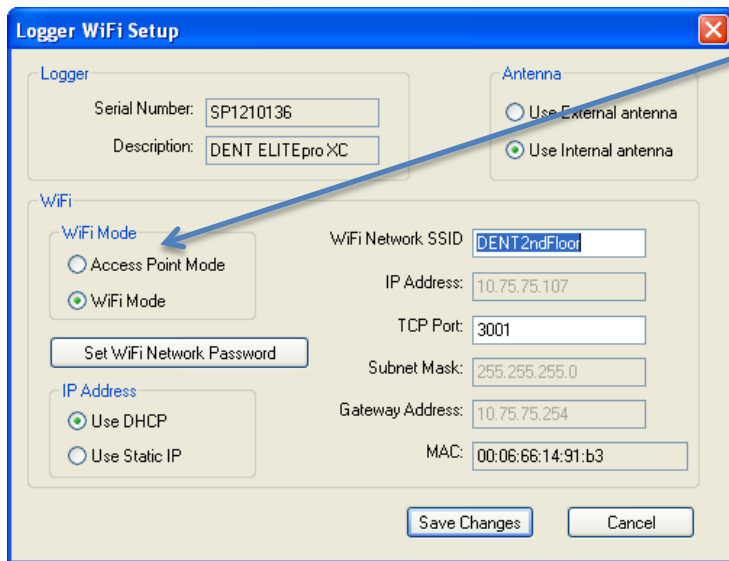 Logger WiFi Setup
Logger
Serial Number: SP1210136
Description: DENT ELITEpro XC
Antenna
Use External antenna
Use Internal antenna
WiFi
WiFi Mode
Access Point Mode
WiFi Mode
Set WiFi Network Password
IP Address
Use DHCP
Use Static IP
WiFi Network SSID DENT2ndFloor
IP Address: 10.75.75.107
TCP Port: 3001
Subnet Mask: 255.255.255.0
Gateway Address: 10.75.75.254
MAC: 00:06:66:14:91:b3
Save Changes
Cancel